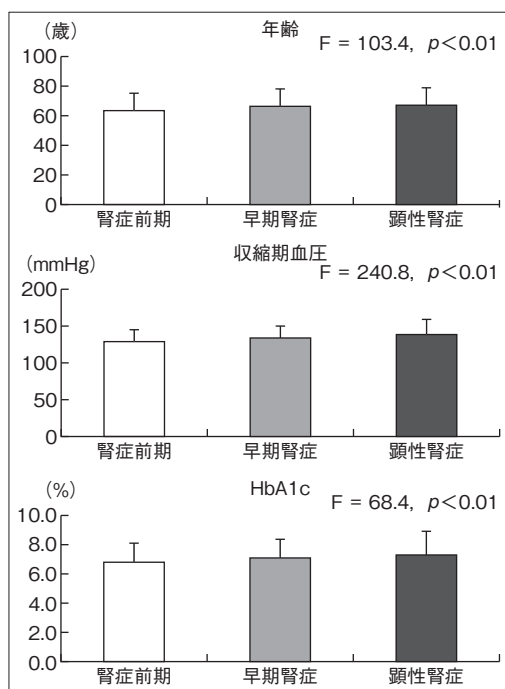 （歳）
年齢
F = 103.4, p＜0.01
100
80
60
40
20
0
腎症前期 早期腎症 顕性腎症
（mmHg）
収縮期血圧
F = 240.8, p＜0.01
200
150
100
50
0
腎症前期 早期腎症 顕性腎症
（%）
HbA1c
F = 68.4, p＜0.01
10.0
8.0
6.0
4.0
2.0
0.0
腎症前期 早期腎症 顕性腎症